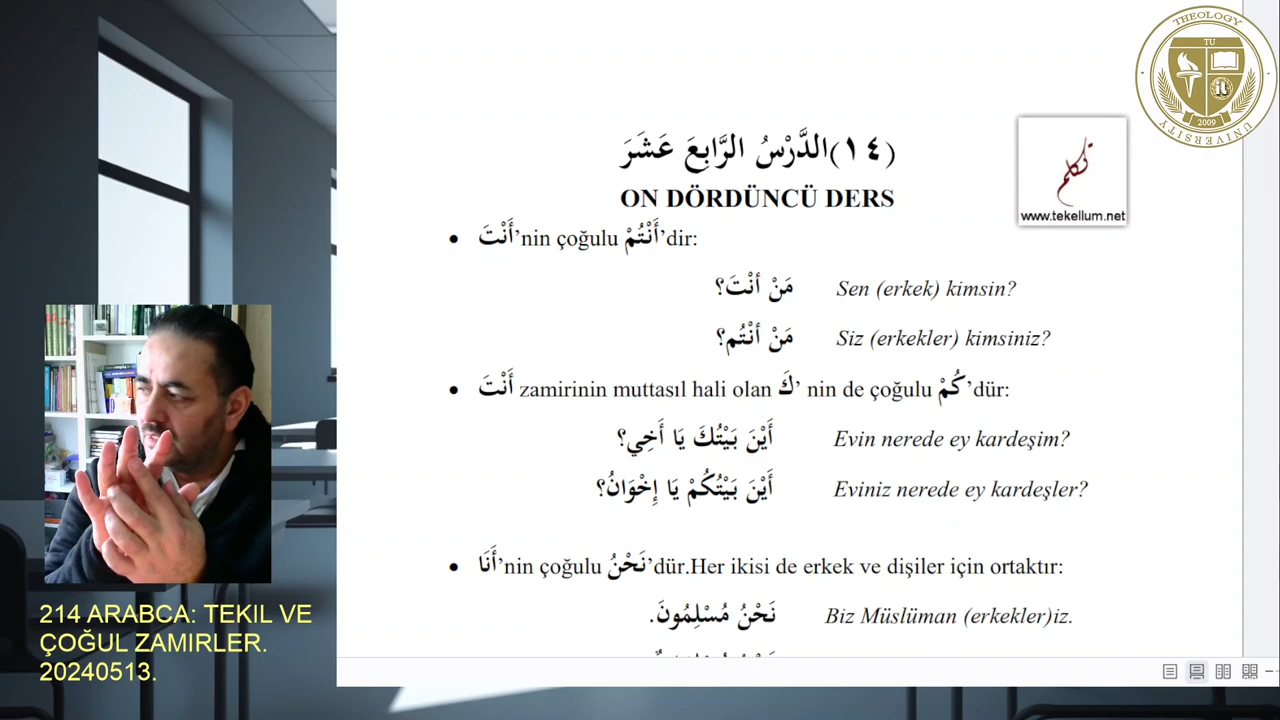 THEOLOGY
TU
2009
UNIVERSITY
(١٤)الدَّرْسُ الرَّابِعَ عَشَرَ
ON DÖRDÜNCÜ DERS
تكلم
www.tekellum.net
• أَنْتَ’nin çoğulu أَنْتُمْ’dir:
مَنْ أنْتَ؟ Sen (erkek) kimsin?
مَنْ أنْتُم؟ Siz (erkekler) kimsiniz?
• أَنْتَ zamirinin muttasıl hali olan كَ’ nin de çoğulu كُمْ’dür:
أَيْنَ بَيْتُكَ يَا أَخِي؟ Evin nerede ey kardeşim?
أَيْنَ بَيْتُكُمْ يَا إِخْوَانُ؟ Eviniz nerede ey kardeşler?
• أَنَا’nin çoğulu نَحْنُ’dür.Her ikisi de erkek ve dişiler için ortaktır:
نَحْنُ مُسْلِمُونَ. Biz Müslüman (erkekler)iz.
214 ARABCA: TEKIL VE
ÇOĞUL ZAMIRLER.
20240513.